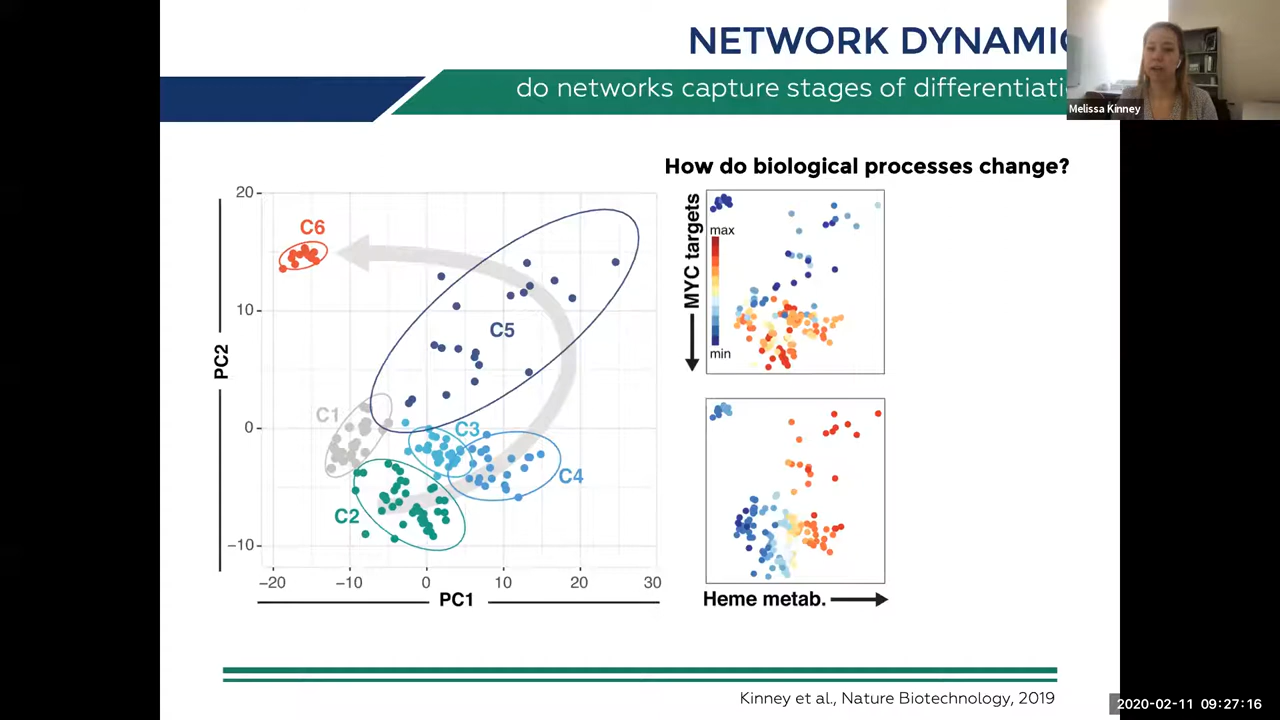 NETWORK DYNAMIC
do networks capture stages of differentiati
Melissa Kinney
How do biological processes change?
20
10
0
−10
PC2
−20
−10
0
10
20
30
PC1
C6
C5
C1
C3
C4
C2
MYC targets
max
min
Heme metab.
Kinney et al., Nature Biotechnology, 2019
2020-02-11 09:27:16